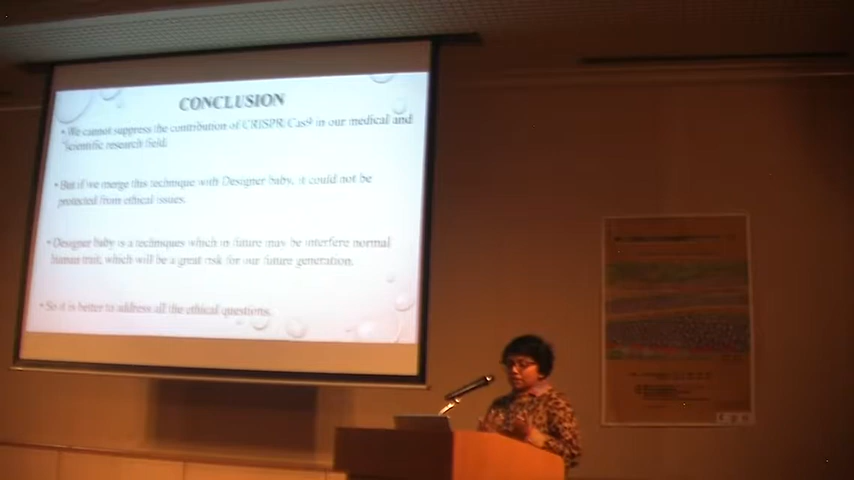 CONCLUSION
• We cannot suppress the contribution of CRISPR/Cas9 in our medical and
scientific research field.
• But if we merge this technique with Designer baby, it could not be
protected from ethical issues.
• Designer baby is a techniques which in future may be interfere normal
human trait, which will be a great risk for our future generation.
• So it is better to address all the ethical questions.